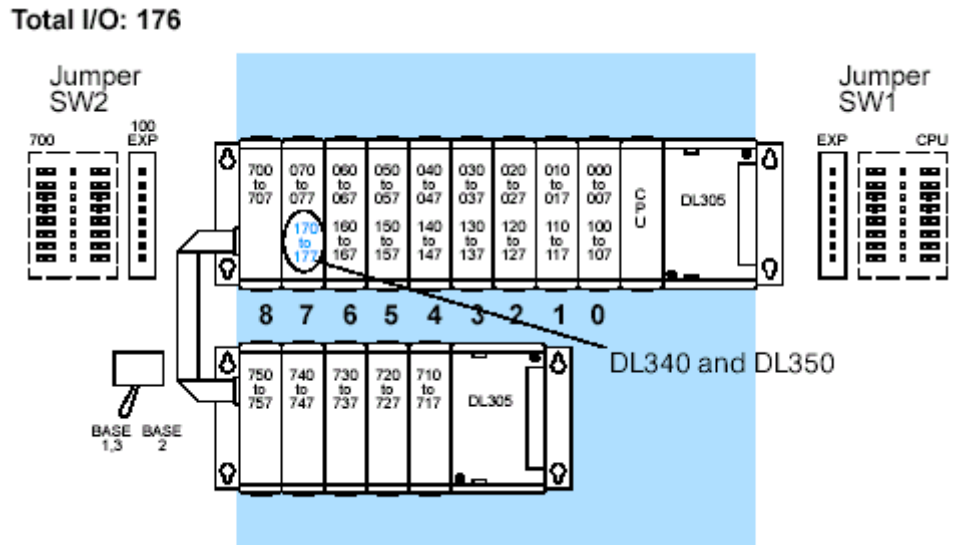 Total I/O: 176
Jumper
SW2
Jumper
SW1
700
100
EXP
EXP
CPU
700
to
707
070
to
077
060
to
067
050
to
057
040
to
047
030
to
037
020
to
027
010
to
017
000
to
007
CPU
DL305
170
to
177
160
to
167
150
to
157
140
to
147
130
to
137
120
to
127
110
to
117
100
to
107
8 7 6 5 4 3 2 1 0
DL340 and DL350
750
to
757
740
to
747
730
to
737
720
to
727
710
to
717
DL305
BASE
1,3
BASE
2